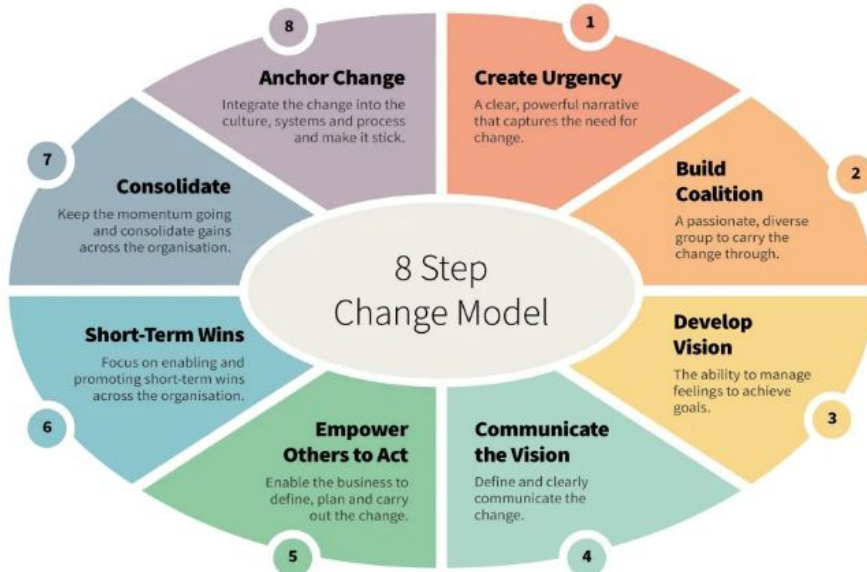 8 Step
Change Model
1
Create Urgency
A clear, powerful narrative
that captures the need for
change.
2
Build
Coalition
A passionate, diverse
group to carry the
change through.
3
Develop
Vision
The ability to manage
feelings to achieve
goals.
4
Communicate
the Vision
Define and clearly
communicate the
change.
5
Empower
Others to Act
Enable the business to
define, plan and carry
out the change.
6
Short-Term Wins
Focus on enabling and
promoting short-term wins
across the organisation.
7
Consolidate
Keep the momentum going
and consolidate gains
across the organisation.
8
Anchor Change
Integrate the change into the
culture, systems and process
and make it stick.